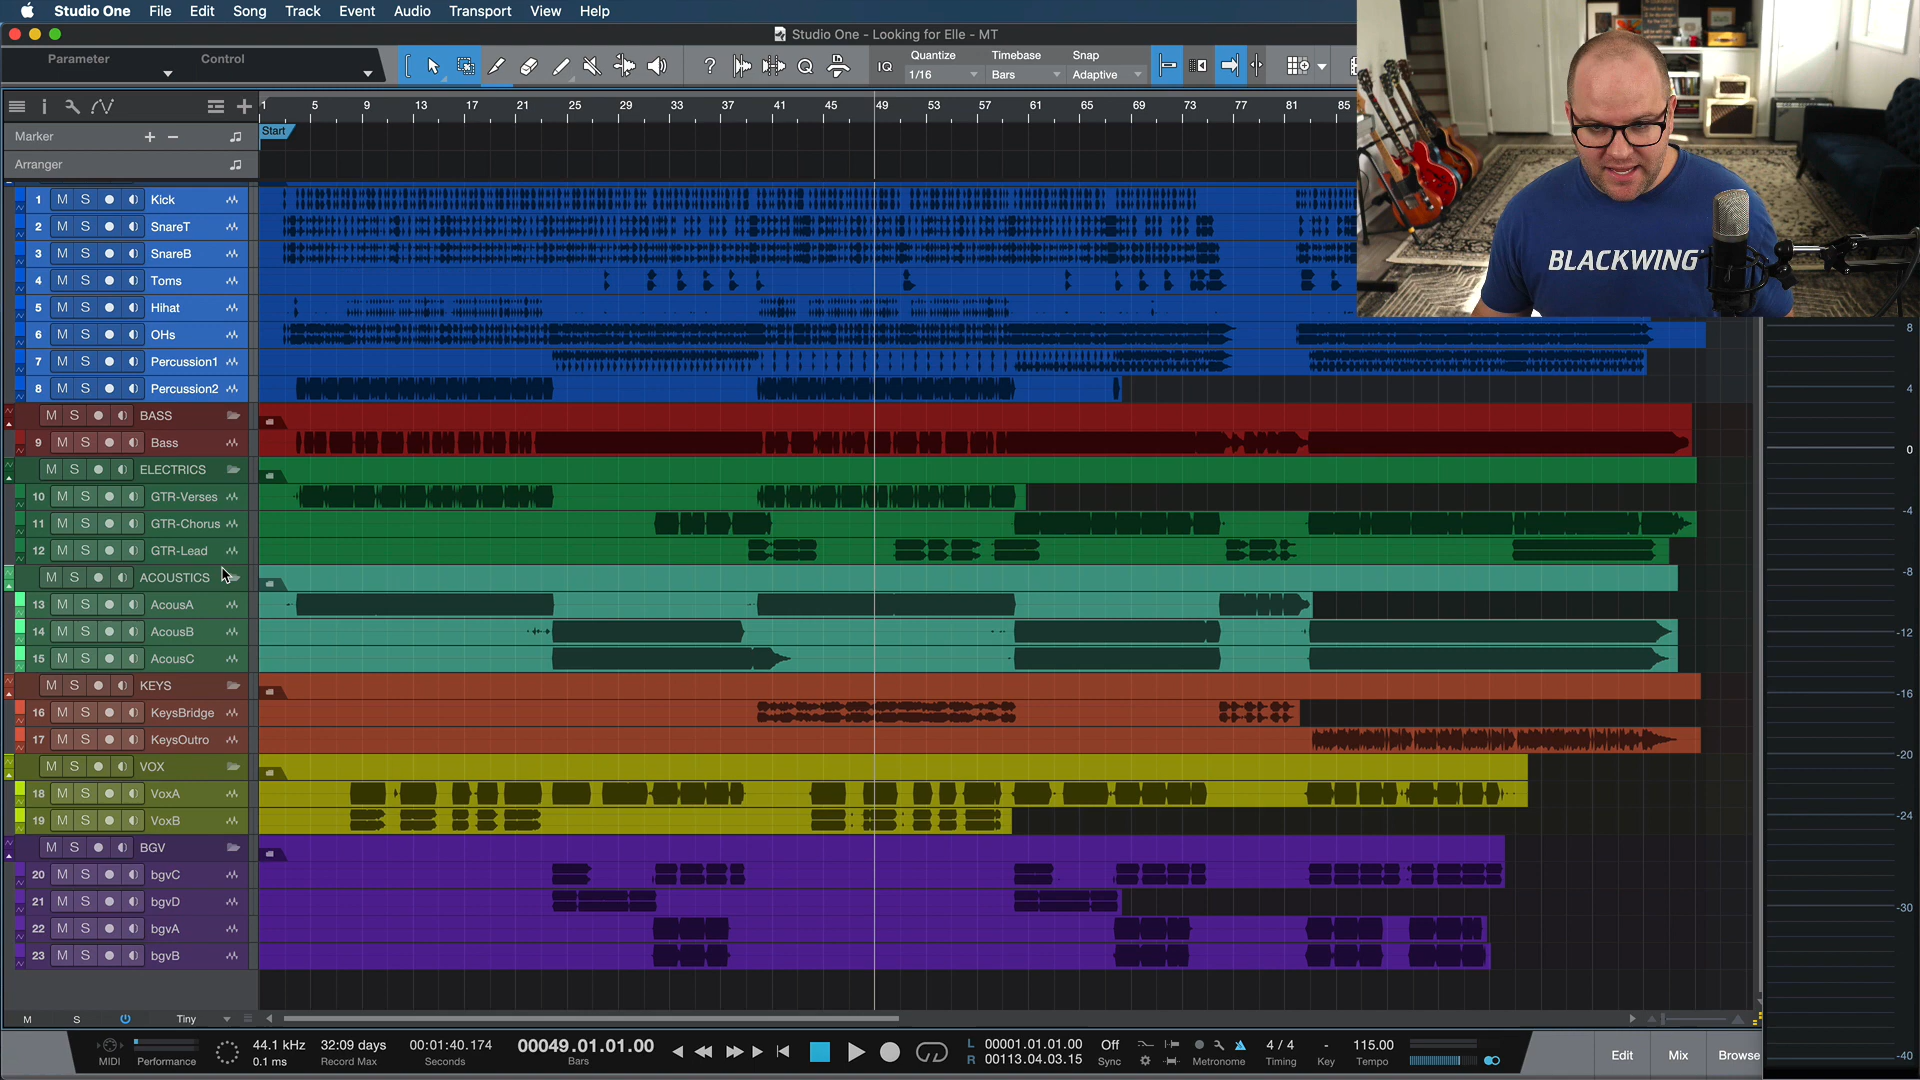 Studio One File Edit Song Track Event Audio Transport View Help
Studio One - Looking for Elle - MT
Parameter Control
Quantize Timebase Snap
? Q IQ 1/16 Bars Adaptive
1 5 9 13 17 21 25 29 33 37 41 45 49 53 57 61 65 69 73 77 81 85
Marker + −
Start
Arranger
1 M S Kick
2 M S SnareT
3 M S SnareB
4 M S Toms
5 M S Hihat
6 M S OHs
7 M S Percussion1
8 M S Percussion2
M S BASS
9 M S Bass
M S ELECTRICS
10 M S GTR-Verses
11 M S GTR-Chorus
12 M S GTR-Lead
M S ACOUSTICS
13 M S AcousA
14 M S AcousB
15 M S AcousC
M S KEYS
16 M S KeysBridge
17 M S KeysOutro
M S VOX
18 M S VoxA
19 M S VoxB
M S BGV
20 M S bgvC
21 M S bgvD
22 M S bgvA
23 M S bgvB
BLACKWING
8
4
0
-4
-8
-12
-16
-20
-24
-30
-40
M S Tiny
MIDI Performance
44.1 kHz
0.1 ms
32:09 days
Record Max
00:01:40.174
Seconds
00049.01.01.00
Bars
L 00001.01.01.00
R 00113.04.03.15
Off
Sync
Metronome
4 / 4
Timing
-
Key
115.00
Tempo
Edit Mix Browse